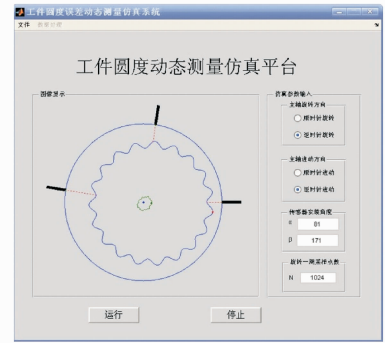 工件圆度误差动态测量仿真系统
文件
工件圆度动态测量仿真平台
图像显示
仿真参数输入
主轴旋转方向
顺时针旋转
逆时针旋转
主轴进动方向
顺时针进动
逆时针进动
传感器安装角度
α 81
β 171
旋转一周采样点数
N 1024
运行
停止